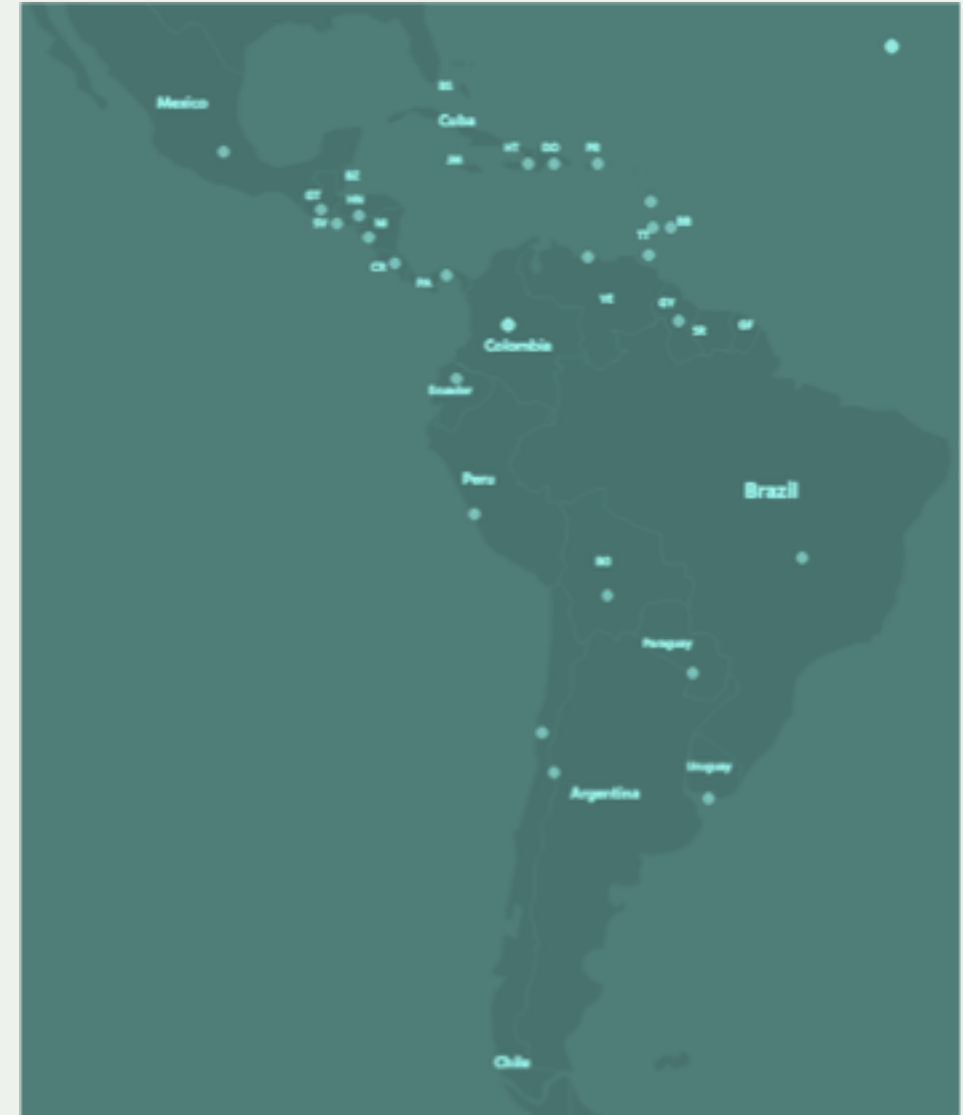 BS
Mexico
Cuba
HT DO PR
JM
BZ
GT HN
SV NI BB
TT
CR
PA
VE GY
SR GF
Colombia
Ecuador
Peru
Brazil
BO
Paraguay
Uruguay
Argentina
Chile